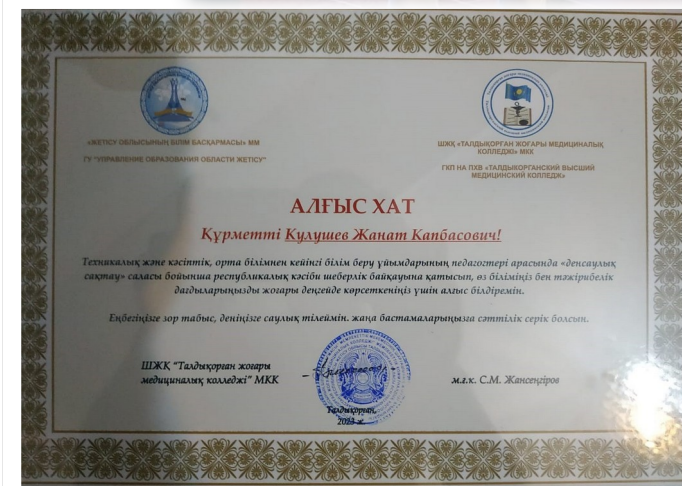 «ЖЕТІСУ ОБЛЫСЫНЫҢ БІЛІМ БАСҚАРМАСЫ» ММ
ГУ "УПРАВЛЕНИЕ ОБРАЗОВАНИЯ ОБЛАСТИ ЖЕТІСУ"
ШЖҚ «ТАЛДЫҚОРҒАН ЖОҒАРЫ МЕДИЦИНАЛЫҚ
КОЛЛЕДЖІ» МКК
ГКП НА ПХВ «ТАЛДЫКОРГАНСКИЙ ВЫСШИЙ
МЕДИЦИНСКИЙ КОЛЛЕДЖ»
АЛҒЫС ХАТ
Құрметті Кулушев Жанат Капбасович!
Техникалық және кәсіптік, орта білімнен кейінгі білім беру ұйымдарының педагогтері арасында «денсаулық
сақтау» саласы бойынша республикалық кәсіби шеберлік байқауына қатысып, өз біліміңіз бен тәжірибелік
дағдыларыңызды жоғары деңгейде көрсеткеніңіз үшін алғыс білдіремін.
Еңбегіңізге зор табыс, деніңізге саулық тілеймін. жаңа бастамаларыңызға сәттілік серік болсын.
ШЖҚ "Талдықорған жоғары
медициналық колледжі" МКК
м.ғ.к. С.М. Жансеңгіров
Талдықорған,
2023 ж.